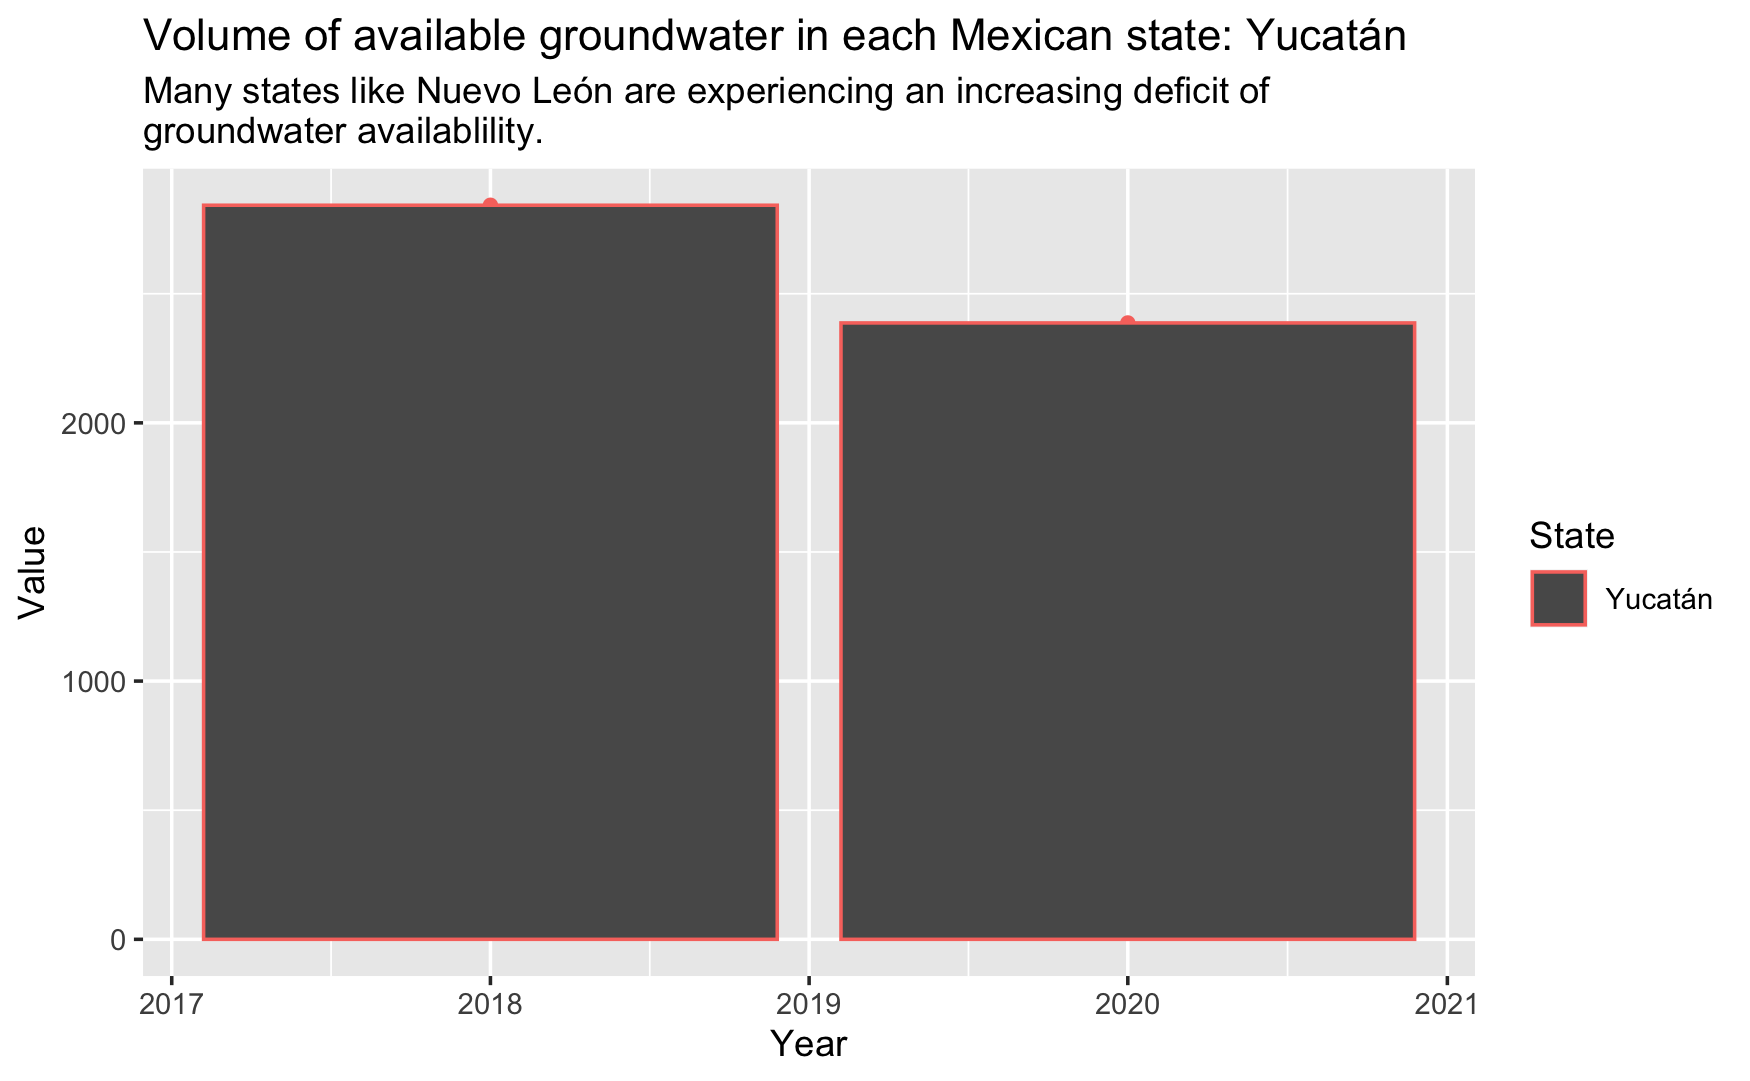 Volume of available groundwater in each Mexican state: Yucatán
Many states like Nuevo León are experiencing an increasing deficit of
groundwater availablility.
Value
2000
1000
0
2017
2018
2019
2020
2021
Year
State
Yucatán